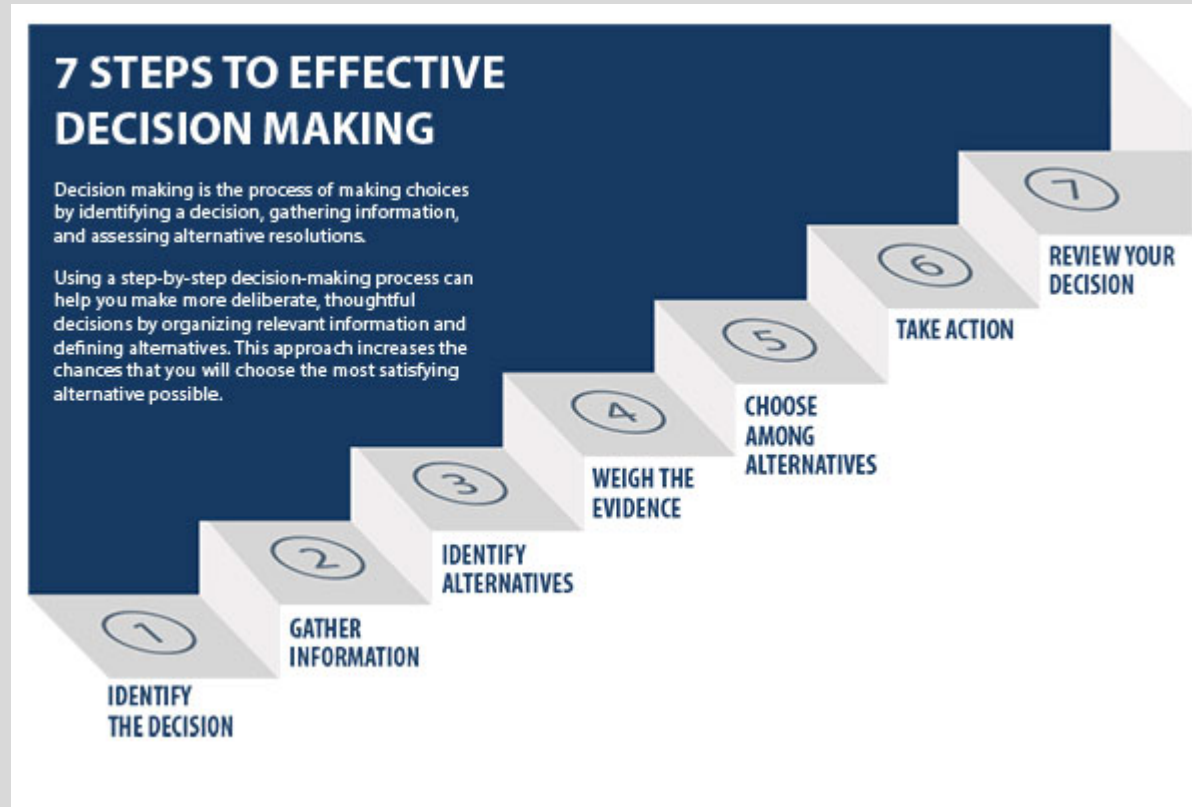 7 STEPS TO EFFECTIVE
DECISION MAKING
Decision making is the process of making choices
by identifying a decision, gathering information,
and assessing alternative resolutions.
Using a step-by-step decision-making process can
help you make more deliberate, thoughtful
decisions by organizing relevant information and
defining alternatives. This approach increases the
chances that you will choose the most satisfying
alternative possible.
1
IDENTIFY
THE DECISION
2
GATHER
INFORMATION
3
IDENTIFY
ALTERNATIVES
4
WEIGH THE
EVIDENCE
5
CHOOSE
AMONG
ALTERNATIVES
6
TAKE ACTION
7
REVIEW YOUR
DECISION